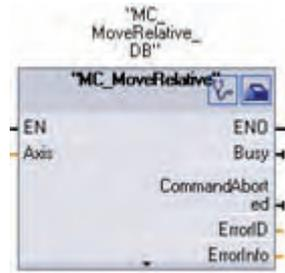 "MC_
MoveRelative_
DB"
"MC_MoveRelative"
EN ENO
Axis Busy
CommandAbort
ed
ErrorID
ErrorInfo